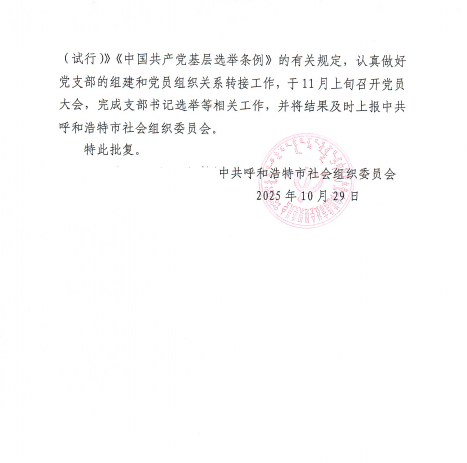 （试行）》《中国共产党基层选举条例》的有关规定，认真做好
党支部的组建和党员组织关系转接工作，于11月上旬召开党员
大会，完成支部书记选举等相关工作，并将结果及时上报中共
呼和浩特市社会组织委员会。
特此批复。
中共呼和浩特市社会组织委员会
2025年10月29日